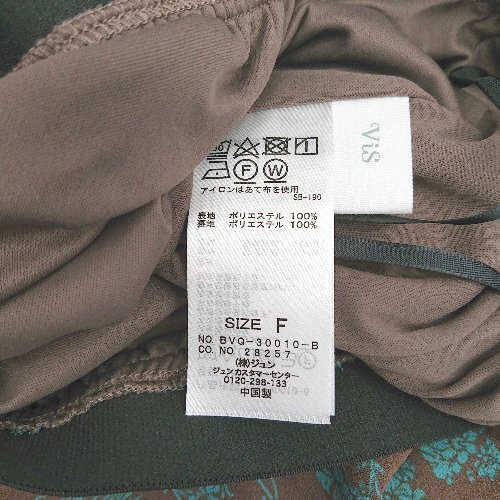 ViS
F W
アイロンはあて布を使用
SB-190
表地 ポリエステル 100%
裏地 ポリエステル 100%
SIZE F
NO. BVQ-30010-B
CO. NO. 28257
(株)ジュン
ジュンカスタマーセンター
0120-298-133
中国製